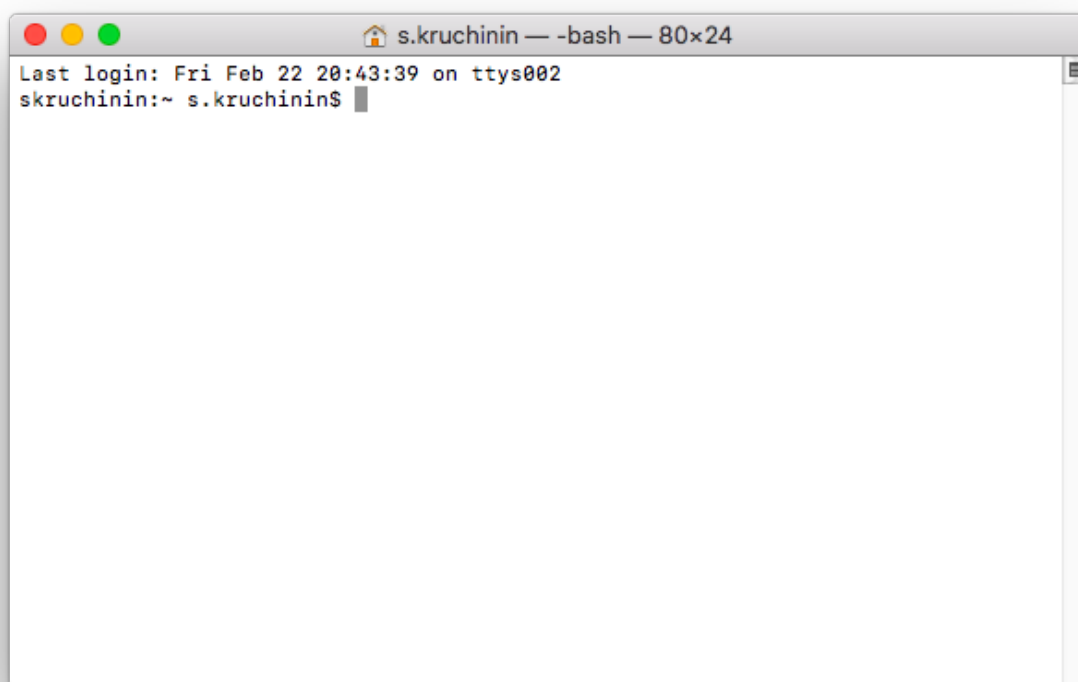 s.kruchinin — -bash — 80×24
Last login: Fri Feb 22 20:43:39 on ttys002
skruchinin:~ s.kruchinin$